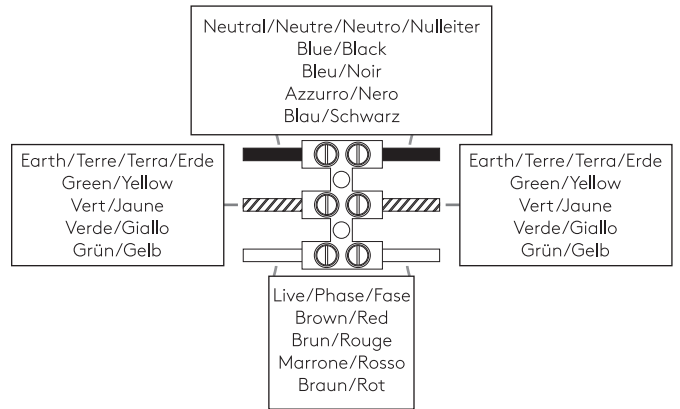 Neutral/Neutre/Neutro/Nulleiter
Blue/Black
Bleu/Noir
Azzurro/Nero
Blau/Schwarz
Earth/Terre/Terra/Erde
Green/Yellow
Vert/Jaune
Verde/Giallo
Grün/Gelb
Earth/Terre/Terra/Erde
Green/Yellow
Vert/Jaune
Verde/Giallo
Grün/Gelb
Live/Phase/Fase
Brown/Red
Brun/Rouge
Marrone/Rosso
Braun/Rot